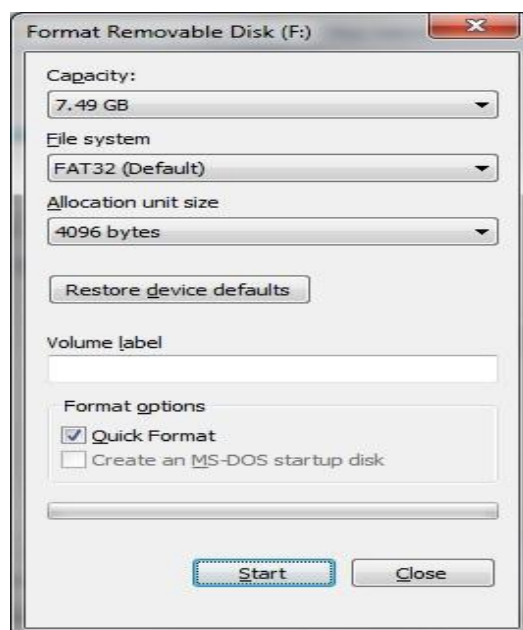 Format Removable Disk (F:)
Capacity:
7.49 GB
File system
FAT32 (Default)
Allocation unit size
4096 bytes
Restore device defaults
Volume label
Format options
Quick Format
Create an MS-DOS startup disk
Start Close